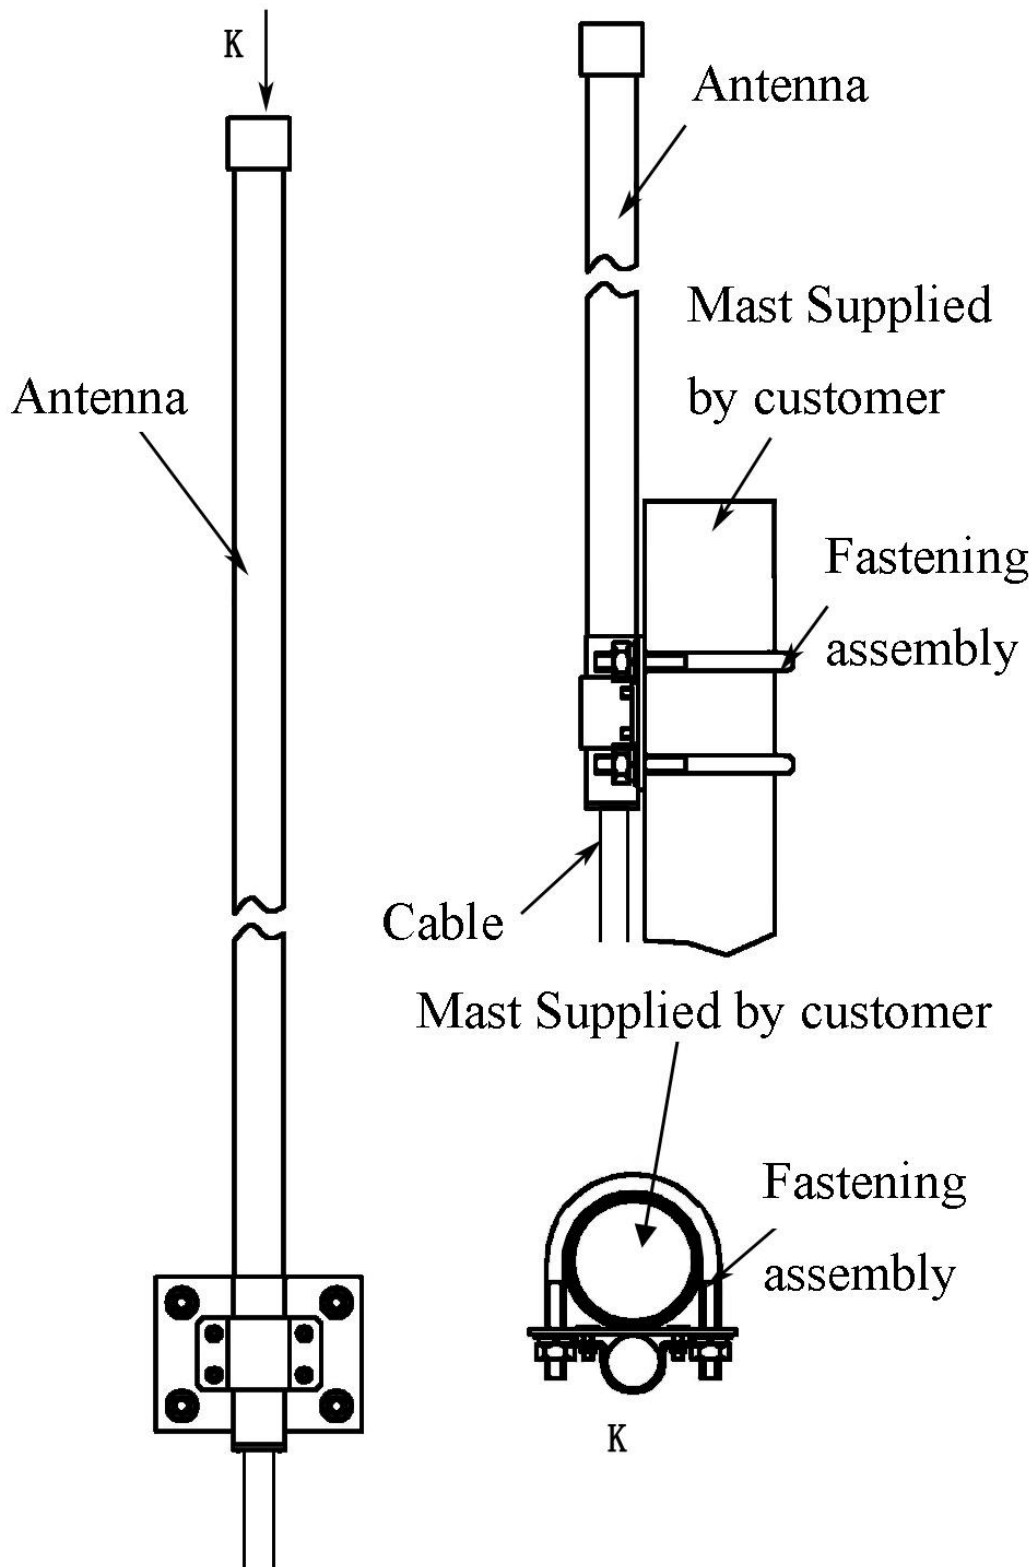 K
Antenna
Mast Supplied
by customer
Antenna
Fastening
assembly
Cable
Mast Supplied by customer
Fastening
assembly
K